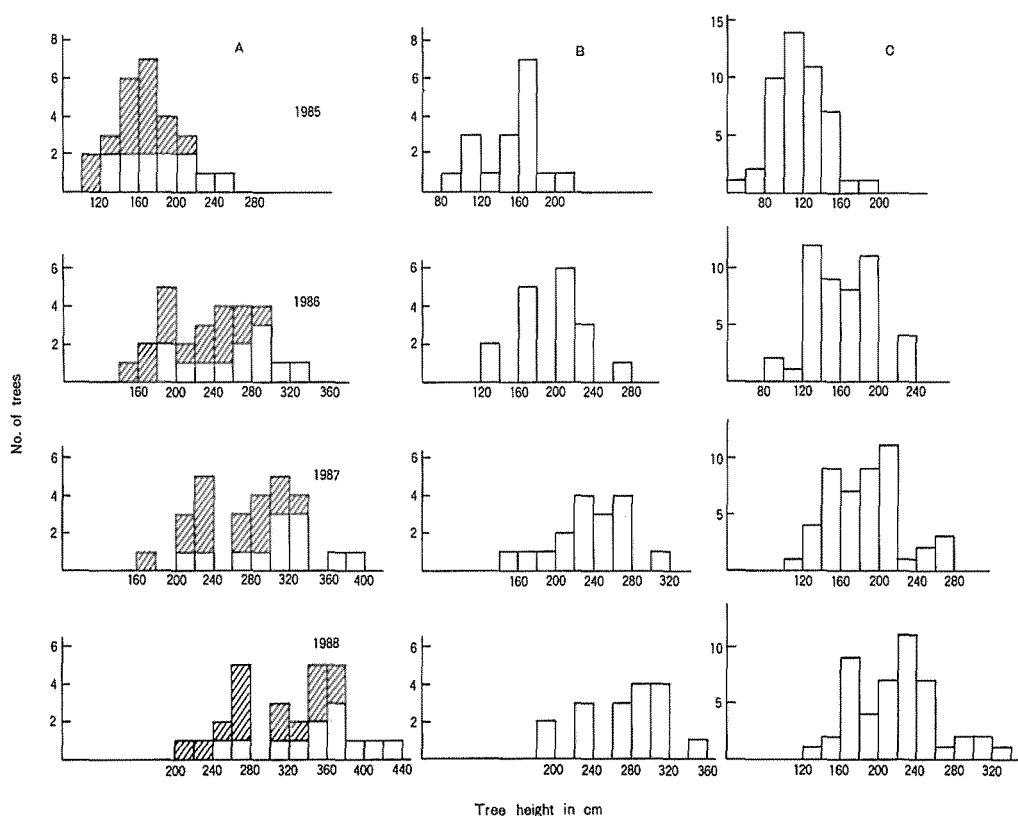 A
B
C
No. of trees
8
6
4
2
1985
120 160 200 240 280
8
6
4
2
80 120 160 200
15
10
5
80 120 160 200
6
4
2
1986
160 200 240 280 320 360
6
4
2
120 160 200 240 280
10
5
80 120 160 200 240
6
4
2
1987
160 200 240 280 320 360 400
6
4
2
160 200 240 280 320
10
5
120 160 200 240 280
6
4
2
1988
200 240 280 320 360 400 440
6
4
2
200 240 280 320 360
10
5
120 160 200 240 280 320
Tree height in cm